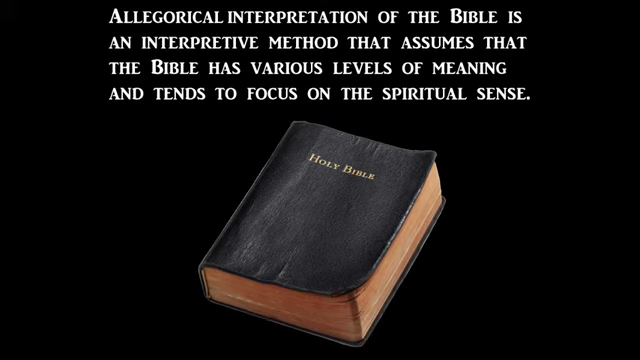 Allegorical interpretation of the Bible is
an interpretive method that assumes that
the Bible has various levels of meaning
and tends to focus on the spiritual sense.
Holy Bible